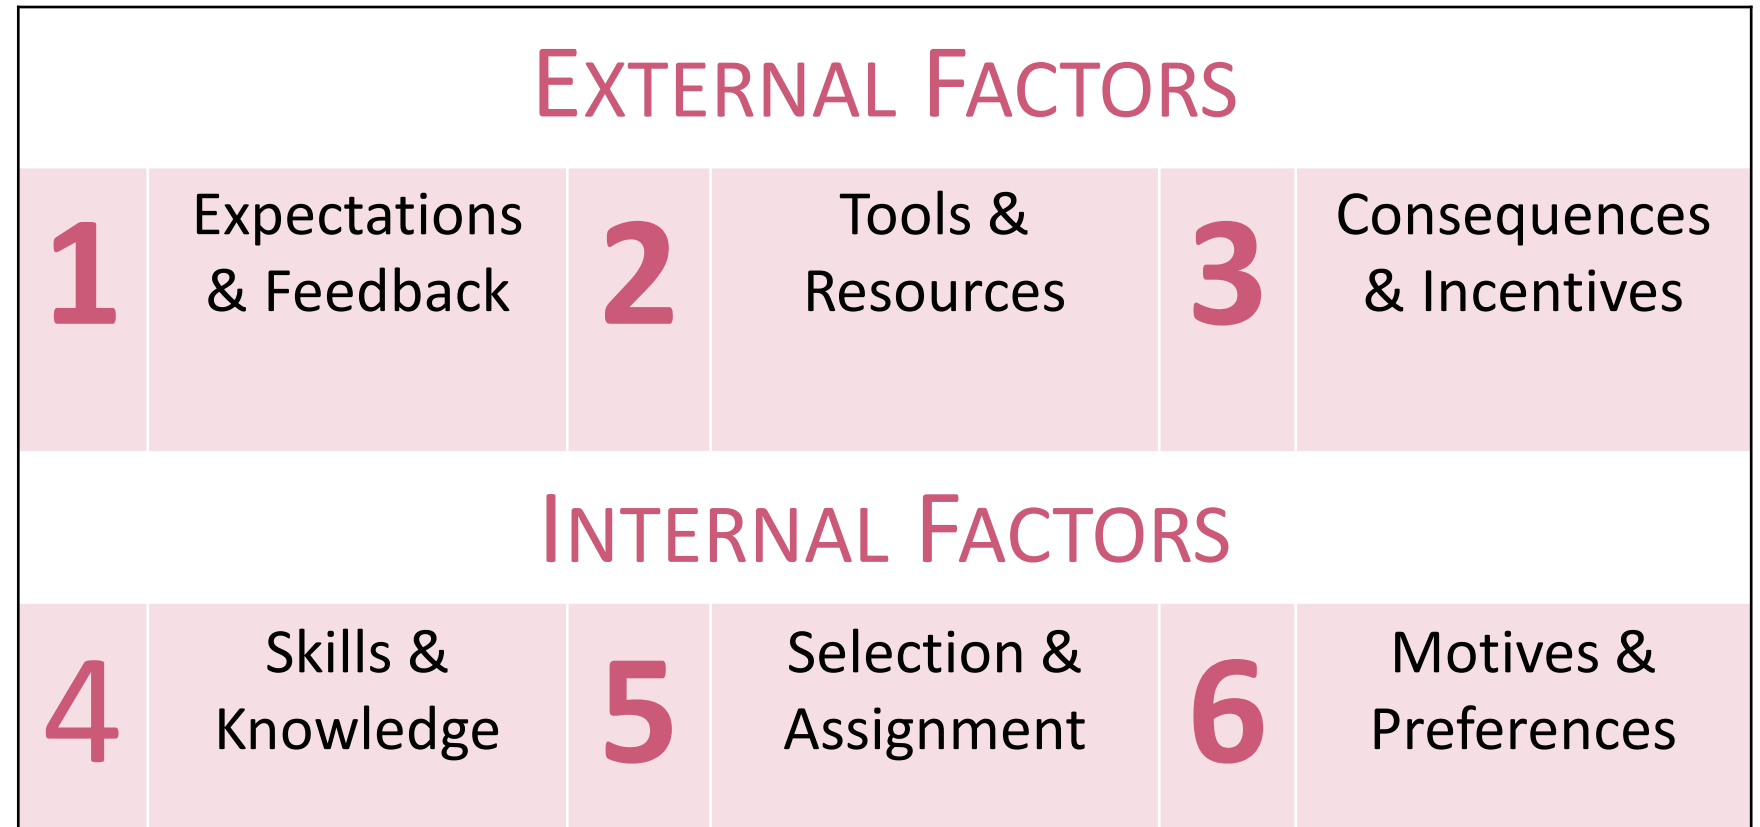 EXTERNAL FACTORS
1 Expectations & Feedback 2 Tools & Resources 3 Consequences & Incentives
INTERNAL FACTORS
4 Skills & Knowledge 5 Selection & Assignment 6 Motives & Preferences